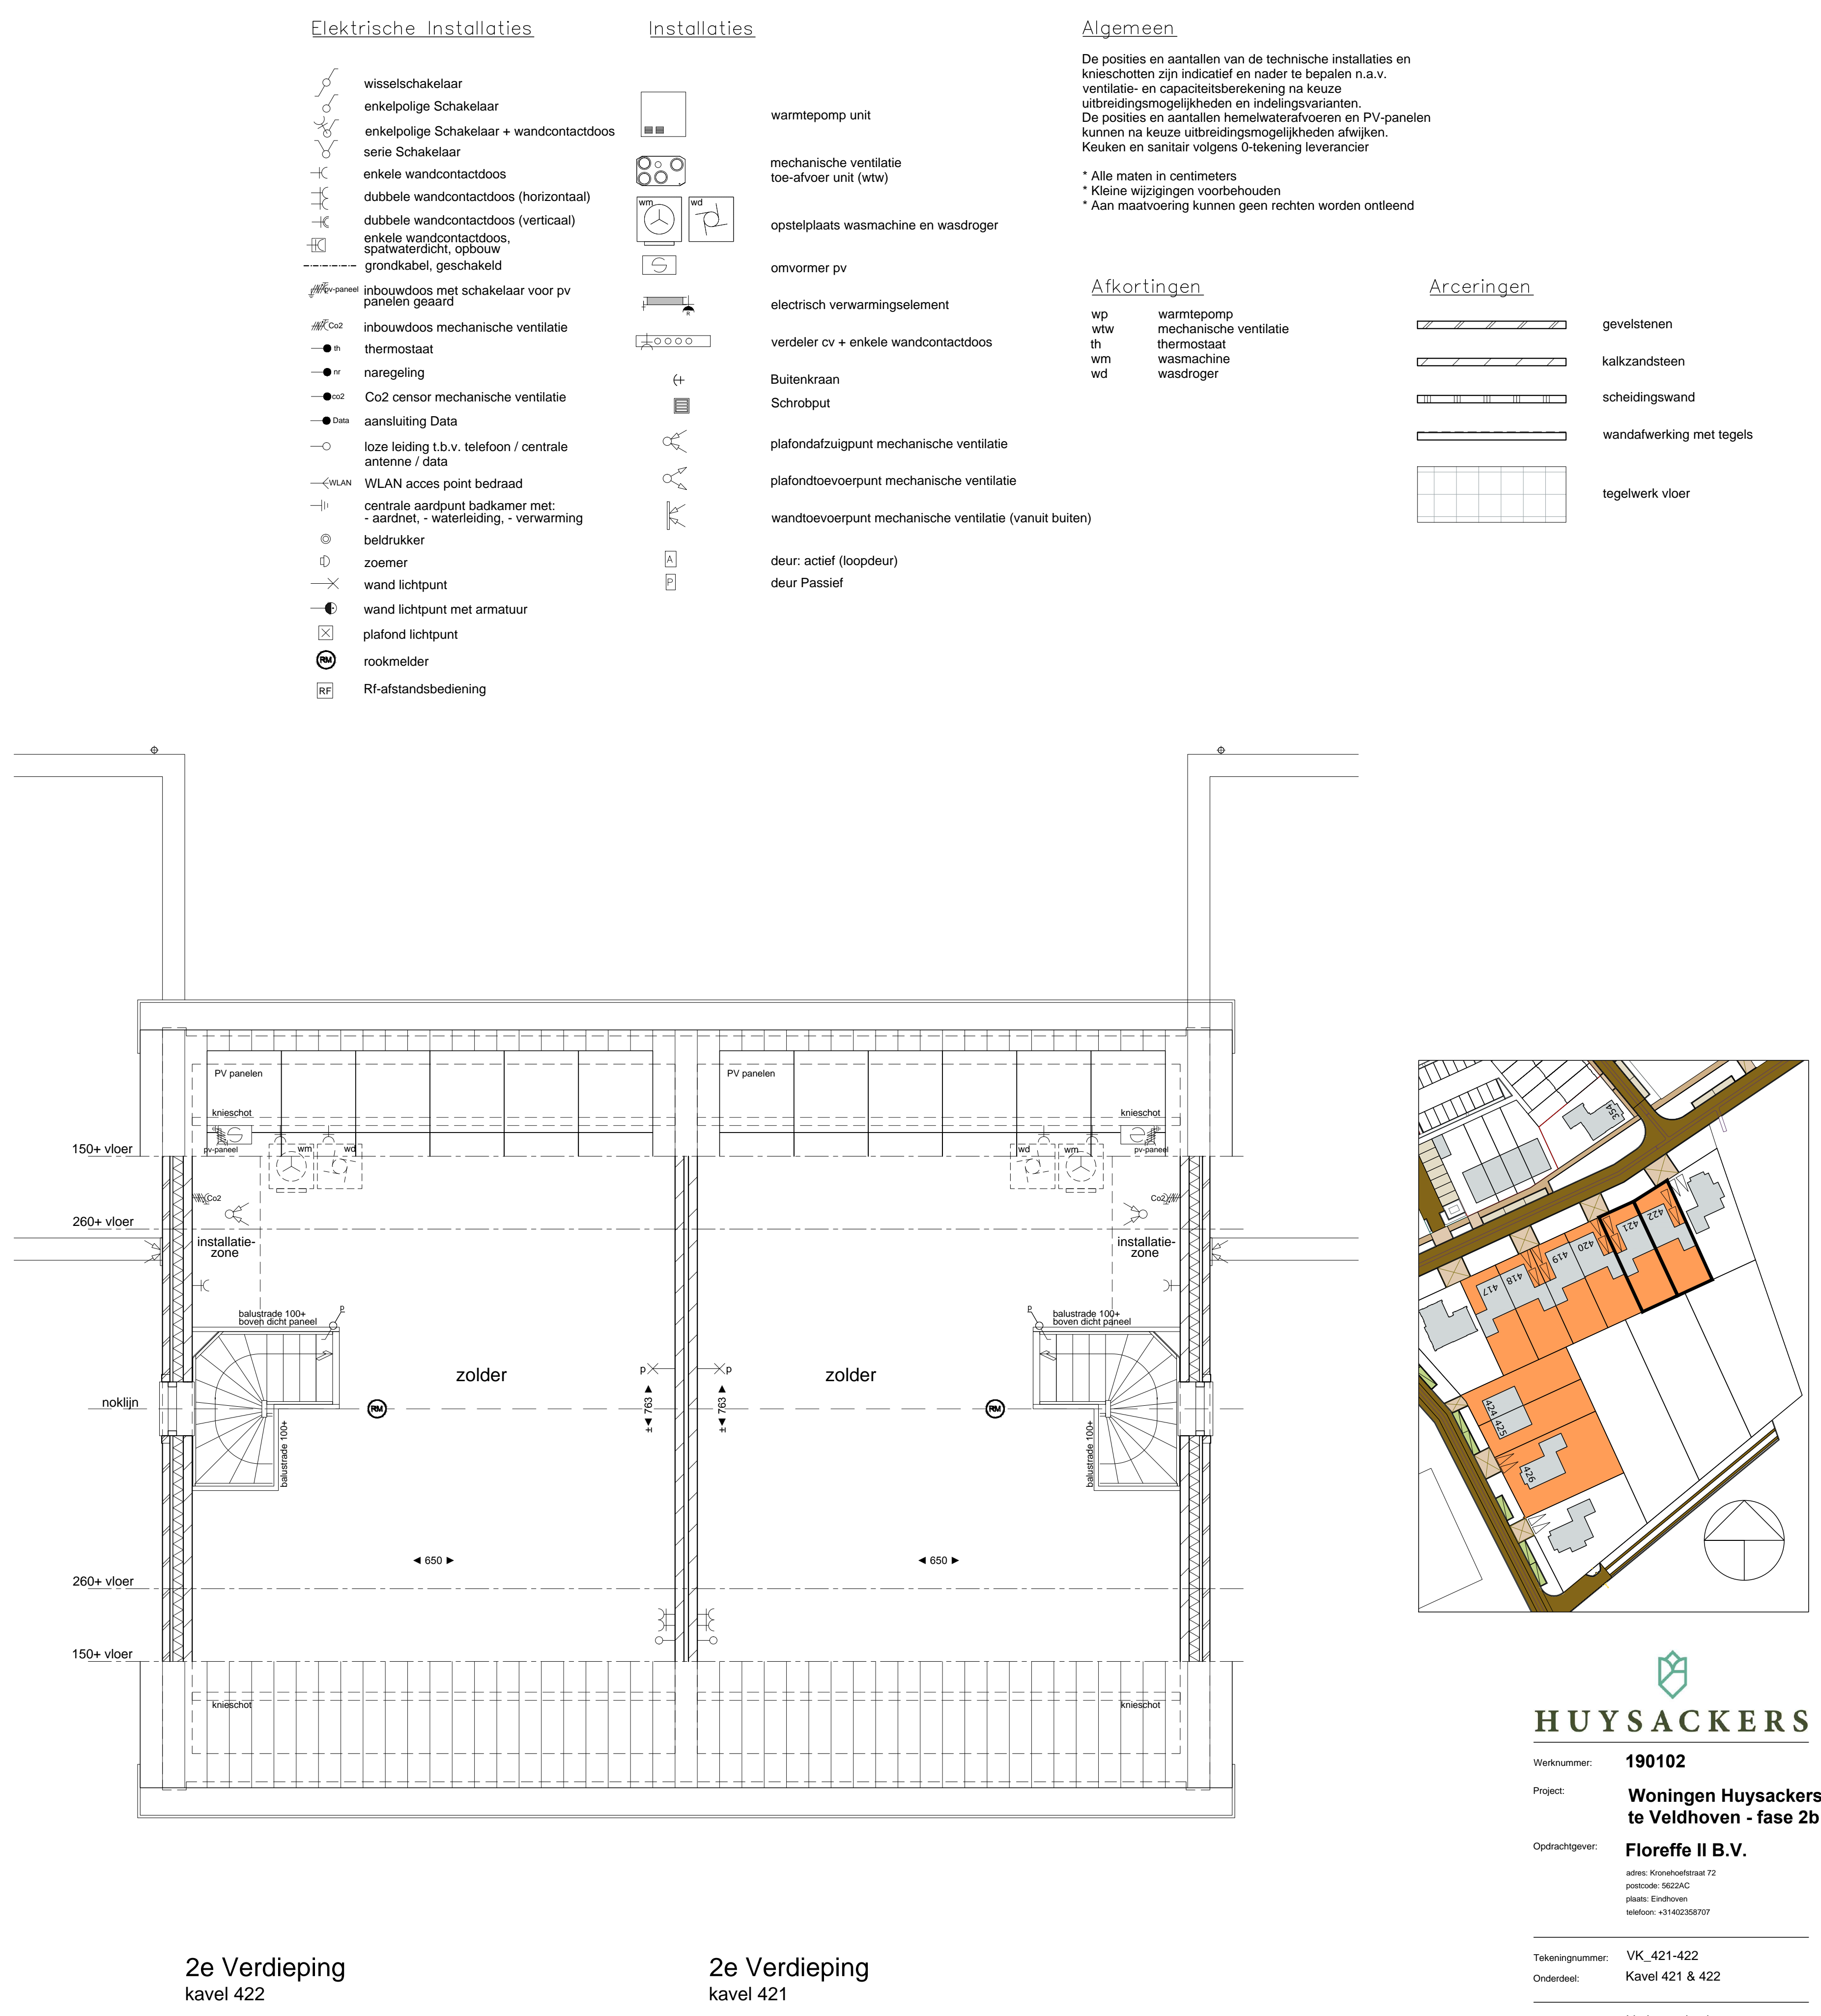 Elektrische Installaties
wisselschakelaar
enkelpolige Schakelaar
enkelpolige Schakelaar + wandcontactdoos
serie Schakelaar
enkele wandcontactdoos
dubbele wandcontactdoos (horizontaal)
dubbele wandcontactdoos (verticaal)
enkele wandcontactdoos,
spatwaterdicht, opbouw
grondkabel, geschakeld
pv-paneel inbouwdoos met schakelaar voor pv
panelen geaard
Co2 inbouwdoos mechanische ventilatie
th thermostaat
nr naregeling
co2 Co2 censor mechanische ventilatie
Data aansluiting Data
loze leiding t.b.v. telefoon / centrale
antenne / data
WLAN WLAN acces point bedraad
centrale aardpunt badkamer met:
- aardnet, - waterleiding, - verwarming
beldrukker
zoemer
wand lichtpunt
wand lichtpunt met armatuur
plafond lichtpunt
RM rookmelder
RF Rf-afstandsbediening
Installaties
warmtepomp unit
mechanische ventilatie
toe-afvoer unit (wtw)
wm wd
opstelplaats wasmachine en wasdroger
omvormer pv
R
electrisch verwarmingselement
verdeler cv + enkele wandcontactdoos
Buitenkraan
Schrobput
plafondafzuigpunt mechanische ventilatie
plafondtoevoerpunt mechanische ventilatie
wandtoevoerpunt mechanische ventilatie (vanuit buiten)
A deur: actief (loopdeur)
P deur Passief
Algemeen
De posities en aantallen van de technische installaties en
knieschotten zijn indicatief en nader te bepalen n.a.v.
ventilatie- en capaciteitsberekening na keuze
uitbreidingsmogelijkheden en indelingsvarianten.
De posities en aantallen hemelwaterafvoeren en PV-panelen
kunnen na keuze uitbreidingsmogelijkheden afwijken.
Keuken en sanitair volgens 0-tekening leverancier
* Alle maten in centimeters
* Kleine wijzigingen voorbehouden
* Aan maatvoering kunnen geen rechten worden ontleend
Afkortingen
wp warmtepomp
wtw mechanische ventilatie
th thermostaat
wm wasmachine
wd wasdroger
Arceringen
gevelstenen
kalkzandsteen
scheidingswand
wandafwerking met tegels
tegelwerk vloer
PV panelen PV panelen
knieschot knieschot
150+ vloer
pv-paneel wm wd wd wm pv-paneel
Co2 Co2
260+ vloer
installatie-
zone
installatie-
zone
balustrade 100+
boven dicht paneel
p
p
balustrade 100+
boven dicht paneel
zolder p p zolder
noklijn
RM RM
± 763 ± 763
balustrade 100+ balustrade 100+
650 650
260+ vloer
150+ vloer
knieschot knieschot
2e Verdieping
kavel 422
2e Verdieping
kavel 421
354
422
421
420
419
418
417
424
425
426
HUYSACKERS
Werknummer: 190102
Project: Woningen Huysackers
te Veldhoven - fase 2b
Opdrachtgever: Floreffe II B.V.
adres: Kronehoefstraat 72
postcode: 5622AC
plaats: Eindhoven
telefoon: +31402358707
Tekeningnummer: VK_421-422
Onderdeel: Kavel 421 & 422